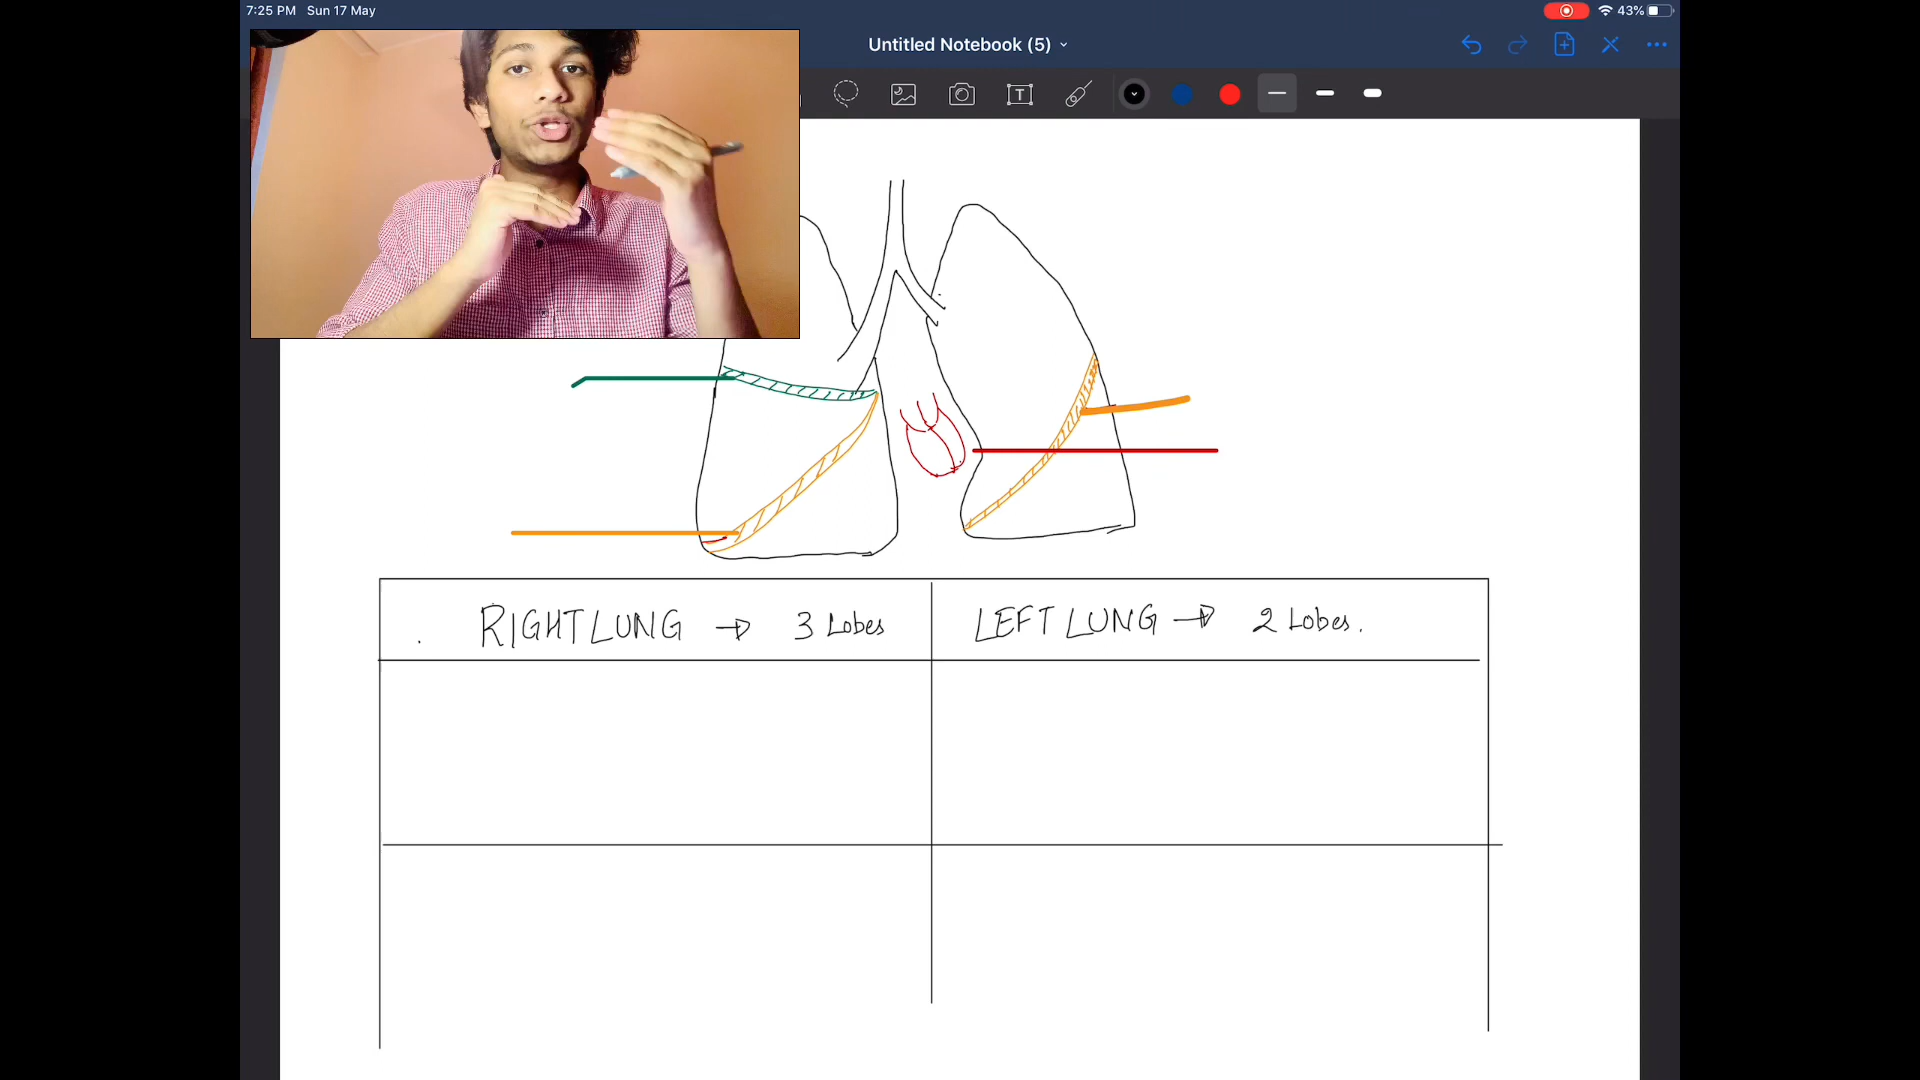 7:25 PM Sun 17 May
43%
Untitled Notebook (5)
T
RIGHT LUNG → 3 Lobes
LEFT LUNG → 2 Lobes.